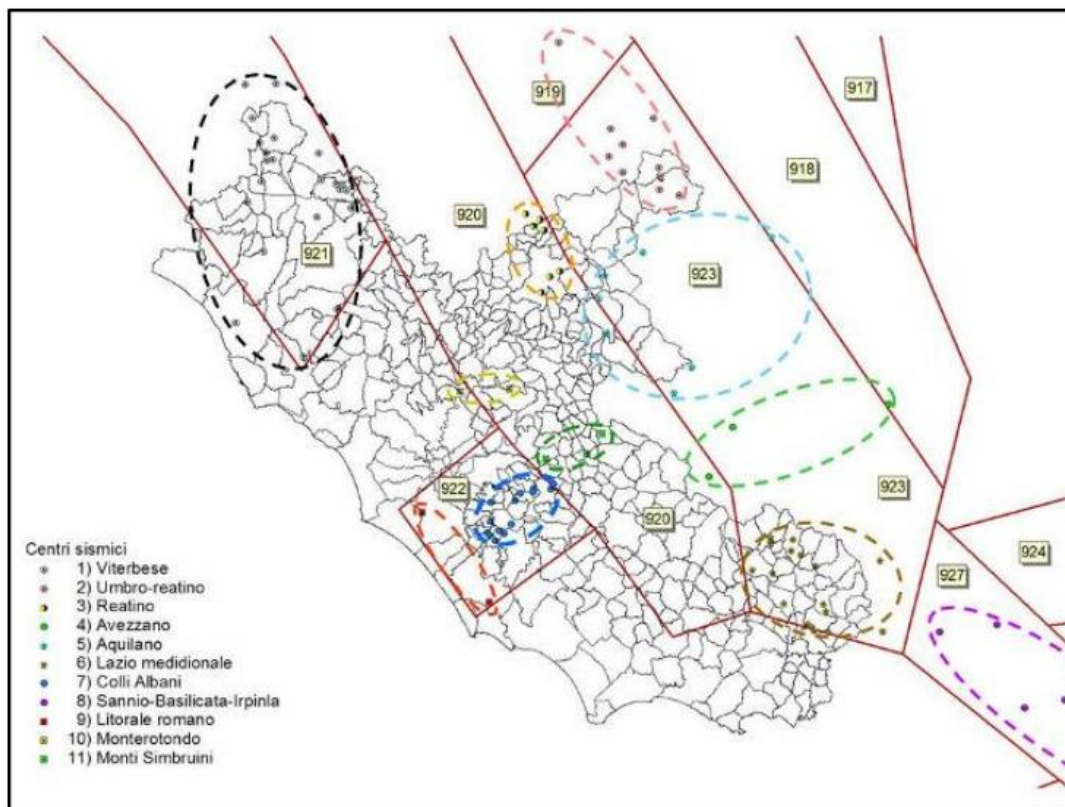 919
917
918
920
921
923
922
920
923
924
927
Centri sismici
1) Viterbese
2) Umbro-reatino
3) Reatino
4) Avezzano
5) Aquilano
6) Lazio medidionale
7) Colli Albani
8) Sannio-Basilicata-Irpinla
9) Litorale romano
10) Monterotondo
11) Monti Simbruini